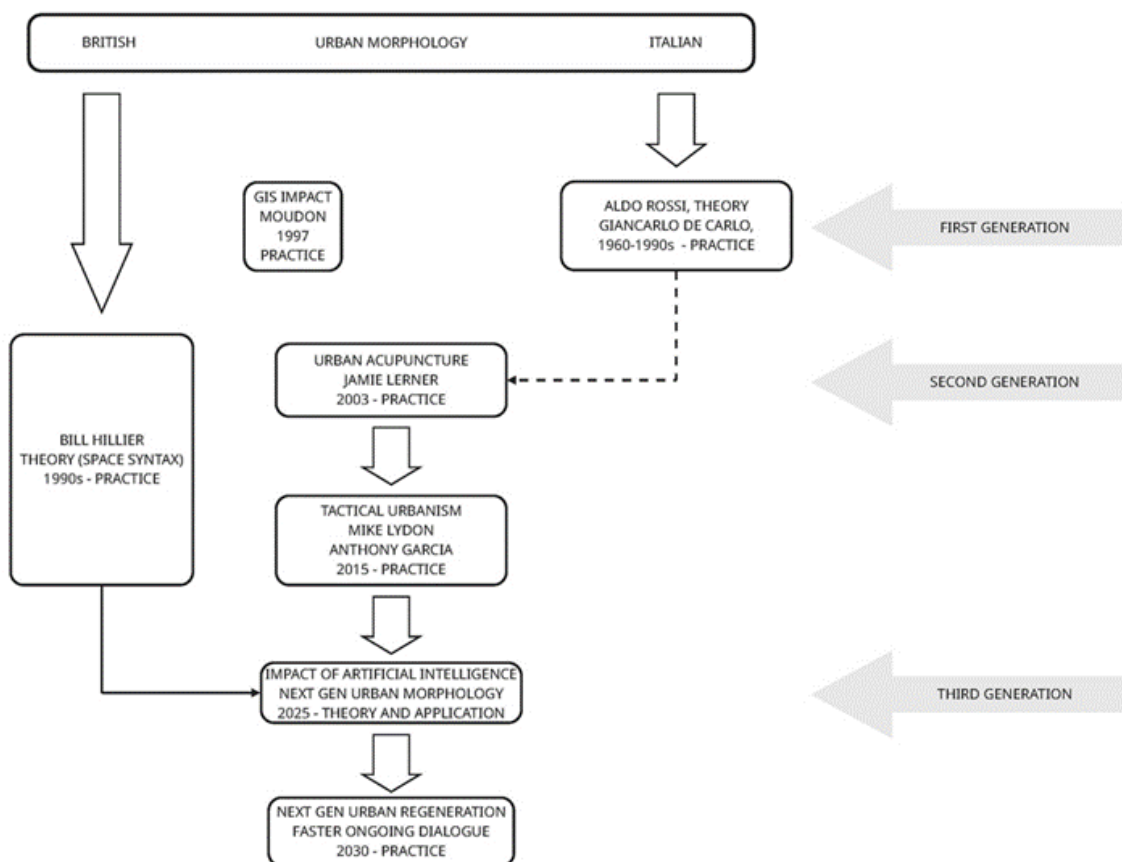 BRITISH URBAN MORPHOLOGY ITALIAN
GIS IMPACT
MOUDON
1997
PRACTICE
ALDO ROSSI, THEORY
GIANCARLO DE CARLO,
1960-1990s - PRACTICE
FIRST GENERATION
URBAN ACUPUNCTURE
JAMIE LERNER
2003 - PRACTICE
SECOND GENERATION
BILL HILLIER
THEORY (SPACE SYNTAX)
1990s - PRACTICE
TACTICAL URBANISM
MIKE LYDON
ANTHONY GARCIA
2015 - PRACTICE
IMPACT OF ARTIFICIAL INTELLIGENCE
NEXT GEN URBAN MORPHOLOGY
2025 - THEORY AND APPLICATION
THIRD GENERATION
NEXT GEN URBAN REGENERATION
FASTER ONGOING DIALOGUE
2030 - PRACTICE